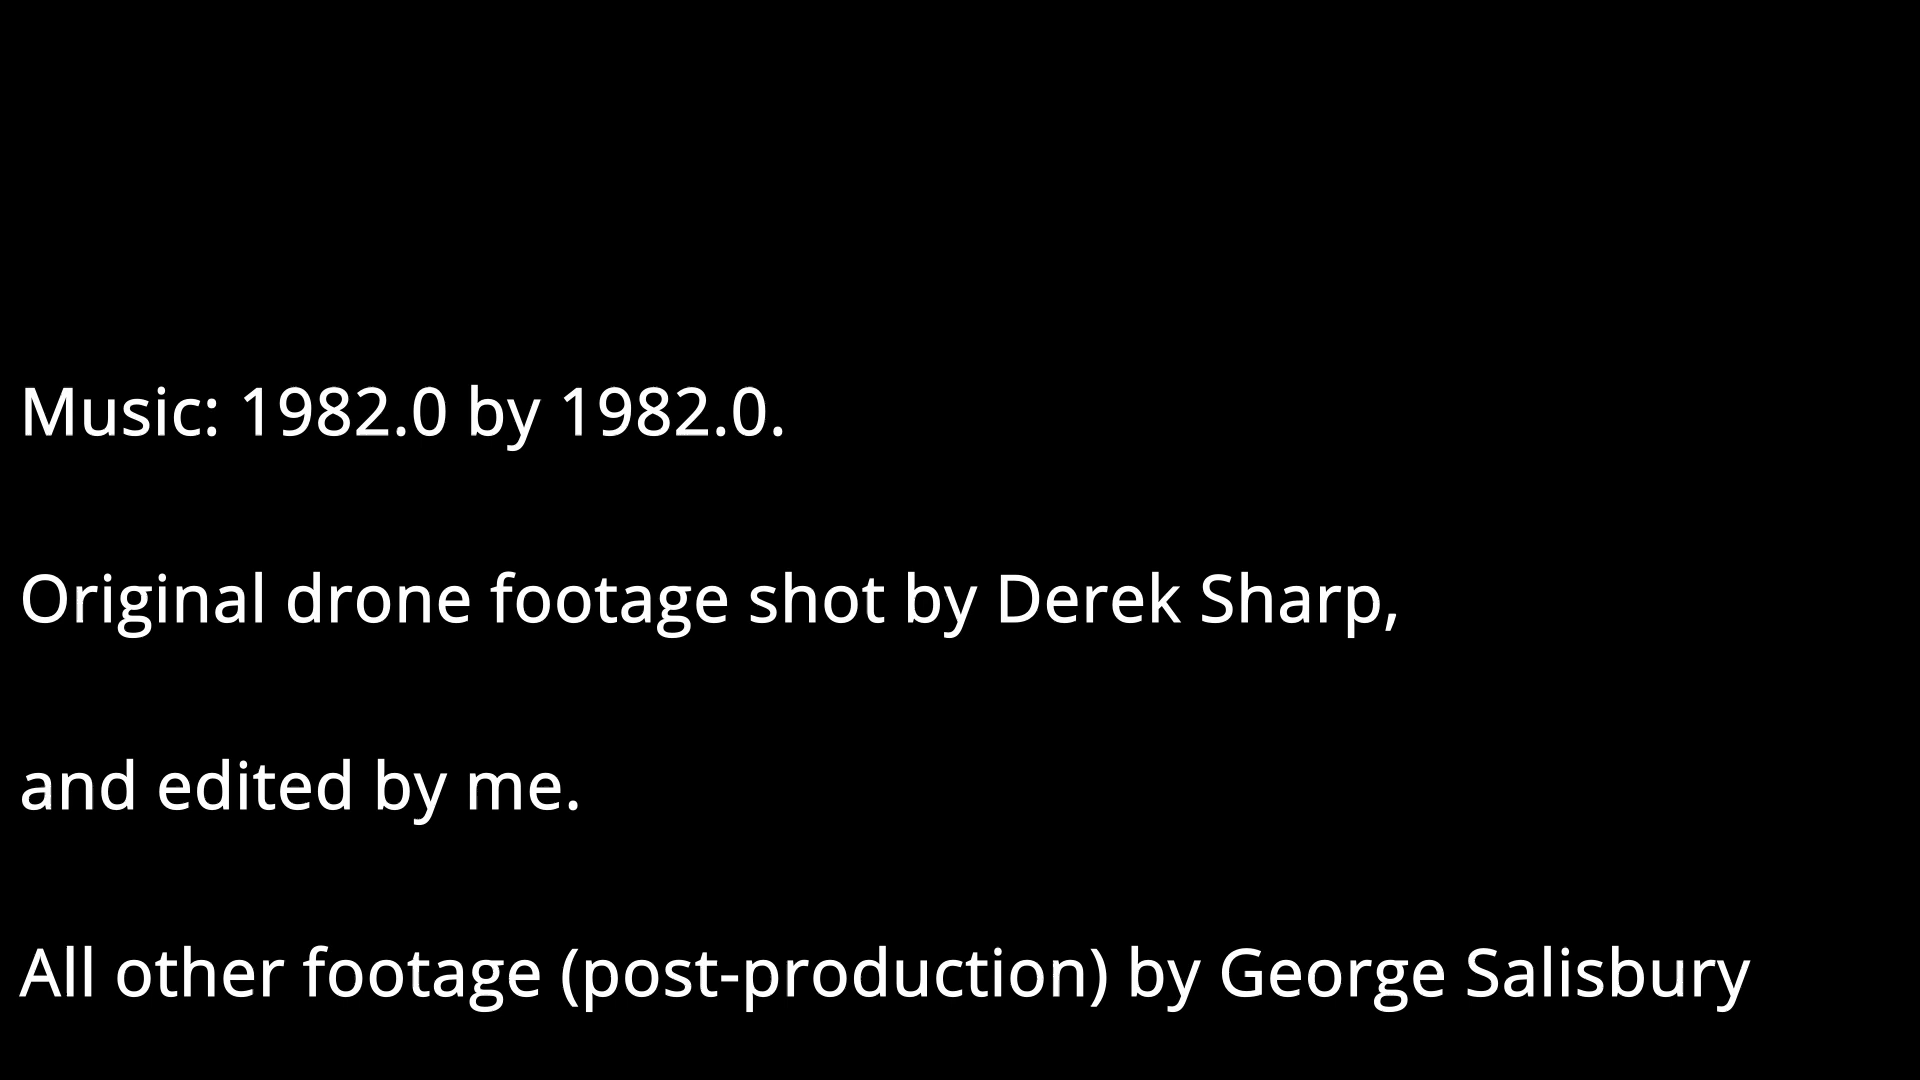 Music: 1982.0 by 1982.0.
Original drone footage shot by Derek Sharp,
and edited by me.
All other footage (post-production) by George Salisbury